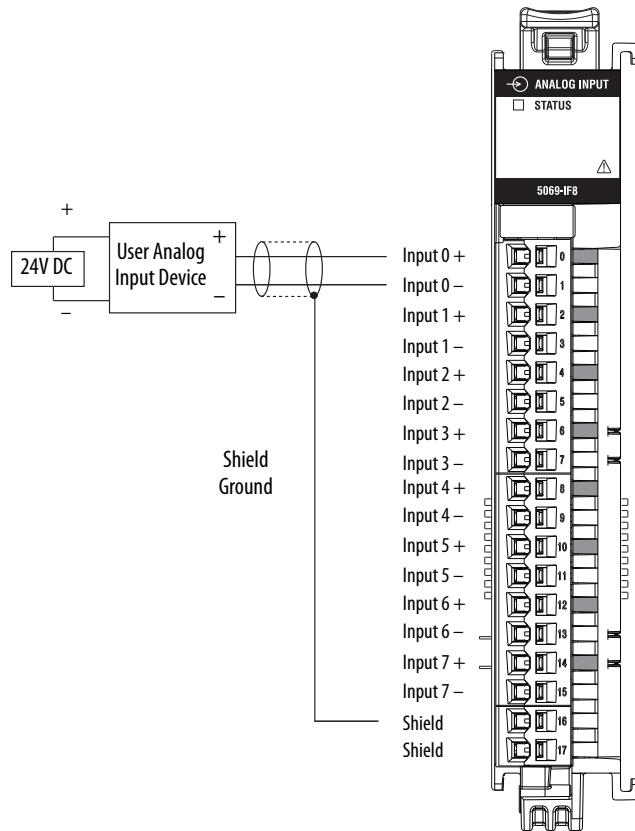 ANALOG INPUT
STATUS
5069-IF8
+
24V DC
−
User Analog
Input Device
+
−
Shield
Ground
Input 0 +
Input 0 −
Input 1 +
Input 1 −
Input 2 +
Input 2 −
Input 3 +
Input 3 −
Input 4 +
Input 4 −
Input 5 +
Input 5 −
Input 6 +
Input 6 −
Input 7 +
Input 7 −
Shield
Shield
0
1
2
3
4
5
6
7
8
9
10
11
12
13
14
15
16
17